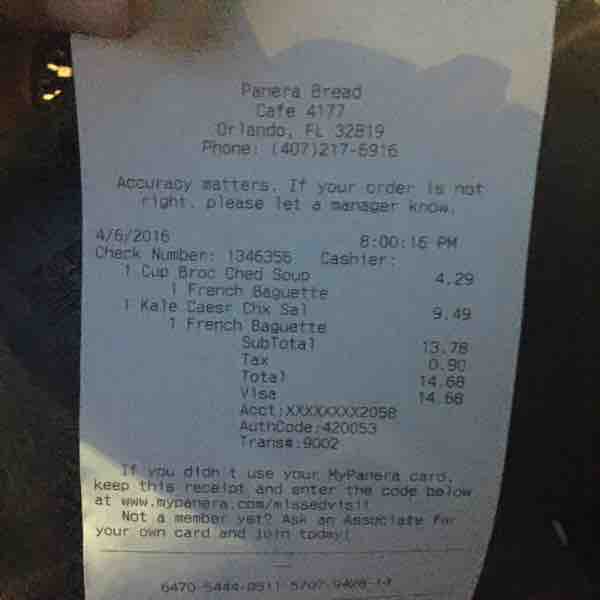 Panera Bread
Cafe 4177
Orlando, FL 32819
Phone: (407)217-6916
Accuracy matters. If your order is not
right, please let a manager know.
4/6/2016 8:00:16 PM
Check Number: 1346356 Cashier:
1 Cup Broc Ched Soup 4.29
1 French Baguette
1 Kale Caesr Chx Sal 9.49
1 French Baguette
SubTotal 13.78
Tax 0.90
Total 14.68
Visa 14.68
Acct:XXXXXXXX2058
AuthCode:420053
Trans#:9002
If you didn't use your MyPanera card,
keep this receipt and enter the code below
at www.mypanera.com/missedvisit
Not a member yet? Ask an Associate for
your own card and join today!
6470-5444-0511-5707